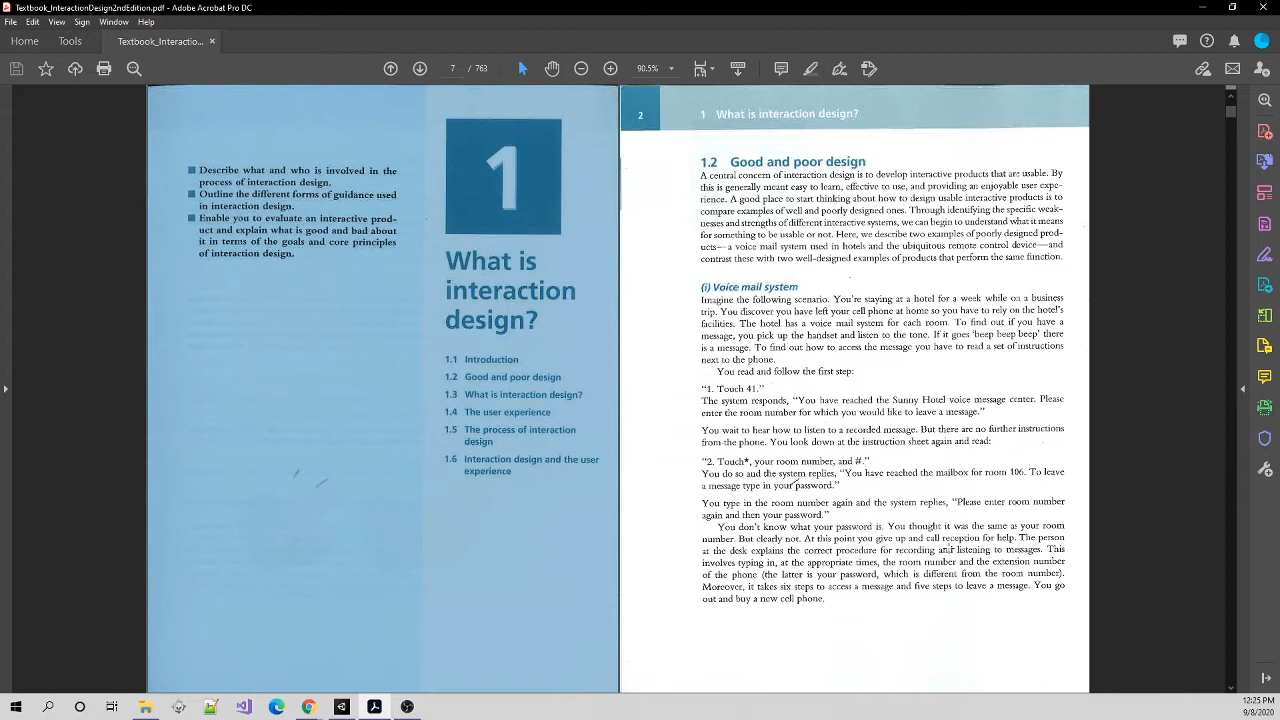 Textbook_InteractionDesign2ndEdition.pdf - Adobe Acrobat Pro DC
File Edit View Sign Window Help
Home Tools Textbook_Interactio... ×
7 / 763 90.5%
Describe what and who is involved in the
process of interaction design.
Outline the different forms of guidance used
in interaction design.
Enable you to evaluate an interactive prod-
uct and explain what is good and bad about
it in terms of the goals and core principles
of interaction design.
1
What is
interaction
design?
1.1 Introduction
1.2 Good and poor design
1.3 What is interaction design?
1.4 The user experience
1.5 The process of interaction
design
1.6 Interaction design and the user
experience
2 1 What is interaction design?
1.2 Good and poor design
A central concern of interaction design is to develop interactive products that are usable. By
this is generally meant easy to learn, effective to use, and providing an enjoyable user expe-
rience. A good place to start thinking about how to design usable interactive products is to
compare examples of well and poorly designed ones. Through identifying the specific weak-
nesses and strengths of different interactive systems, we can begin to understand what it means
for something to be usable or not. Here, we describe two examples of poorly designed prod-
ucts—a voice mail system used in hotels and the ubiquitous remote control device—and
contrast these with two well-designed examples of products that perform the same function.
(i) Voice mail system
Imagine the following scenario. You're staying at a hotel for a week while on a business
trip. You discover you have left your cell phone at home so you have to rely on the hotel's
facilities. The hotel has a voice mail system for each room. To find out if you have a
message, you pick up the handset and listen to the tone. If it goes 'beep beep beep' there
is a message. To find out how to access the message you have to read a set of instructions
next to the phone.
You read and follow the first step:
"1. Touch 41."
The system responds, "You have reached the Sunny Hotel voice message center. Please
enter the room number for which you would like to leave a message."
You wait to hear how to listen to a recorded message. But there are no further instructions
from the phone. You look down at the instruction sheet again and read:
"2. Touch*, your room number, and #."
You do so and the system replies, "You have reached the mailbox for room 106. To leave
a message type in your password."
You type in the room number again and the system replies, "Please enter room number
again and then your password."
You don't know what your password is. You thought it was the same as your room
number. But clearly not. At this point you give up and call reception for help. The person
at the desk explains the correct procedure for recording and listening to messages. This
involves typing in, at the appropriate times, the room number and the extension number
of the phone (the latter is your password, which is different from the room number).
Moreover, it takes six steps to access a message and five steps to leave a message. You go
out and buy a new cell phone.
12:25 PM
9/8/2020